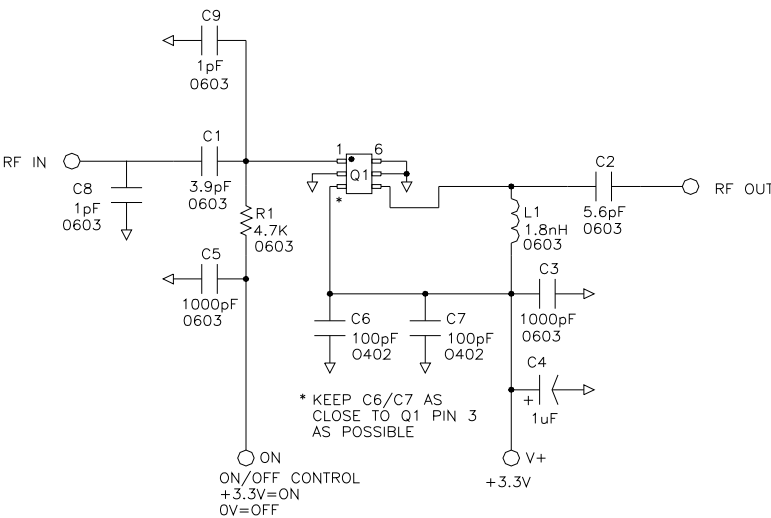 C9
1pF
0603
RF IN
C1
3.9pF
0603
C8
1pF
0603
R1
4.7K
0603
C5
1000pF
0603
1
6
Q1
*
C2
5.6pF
0603
RF OUT
L1
1.8nH
0603
C3
1000pF
0603
C6
100pF
0402
C7
100pF
0402
C4
+
1uF
* KEEP C6/C7 AS
CLOSE TO Q1 PIN 3
AS POSSIBLE
ON
ON/OFF CONTROL
+3.3V=ON
0V=OFF
V+
+3.3V